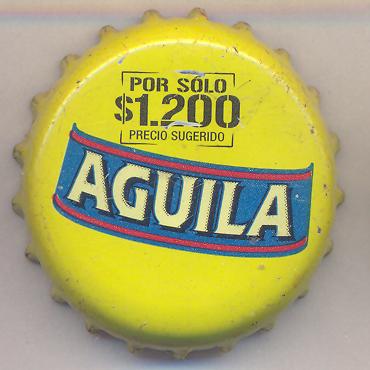 POR SOLO
$1.200
PRECIO SUGERIDO
AGUILA